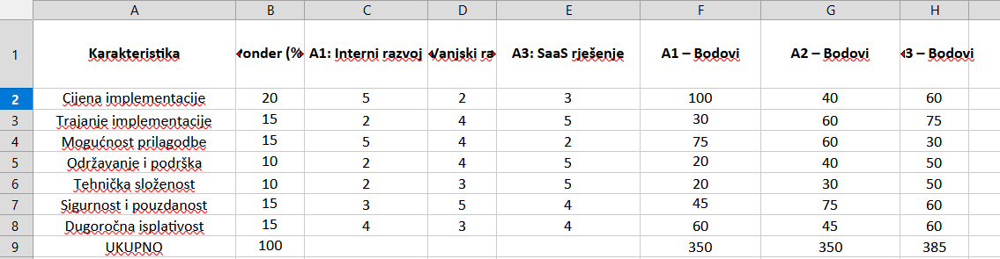 A B C D E F G H
1 Karakteristika onder (% A1: Interni razvoj Vanjski ra A3: SaaS rješenje A1 – Bodovi A2 – Bodovi 3 – Bodovi
2 Cijena implementacije 20 5 2 3 100 40 60
3 Trajanje implementacije 15 2 4 5 30 60 75
4 Mogućnost prilagodbe 15 5 4 2 75 60 30
5 Održavanje i podrška 10 2 4 5 20 40 50
6 Tehnička složenost 10 2 3 5 20 30 50
7 Sigurnost i pouzdanost 15 3 5 4 45 75 60
8 Dugoročna isplativost 15 4 3 4 60 45 60
9 UKUPNO 100 350 350 385